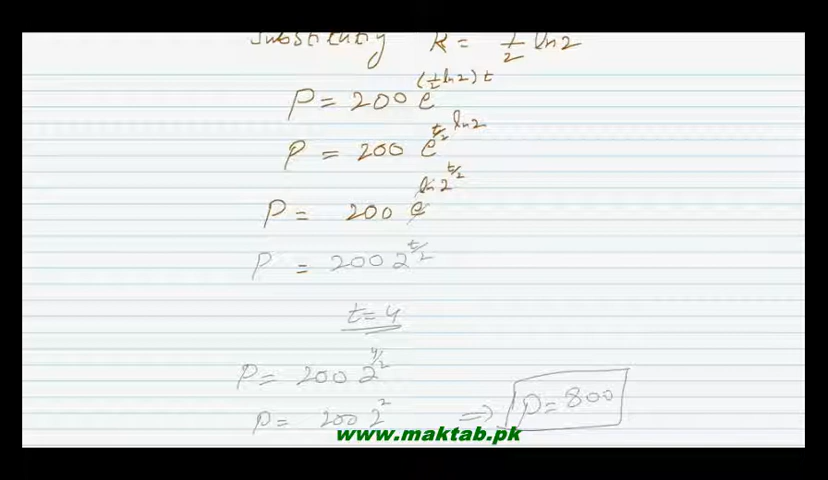 Substituting K = 1/2 ln2
P = 200 e^(1/2 ln2) t
P = 200 e^t/2 ln2
P = 200 e^ln 2^t/2
P = 200 2^t/2
t = 4
P = 200 2^4/2
P = 200 2^2 ⇒ P = 800
www.maktab.pk